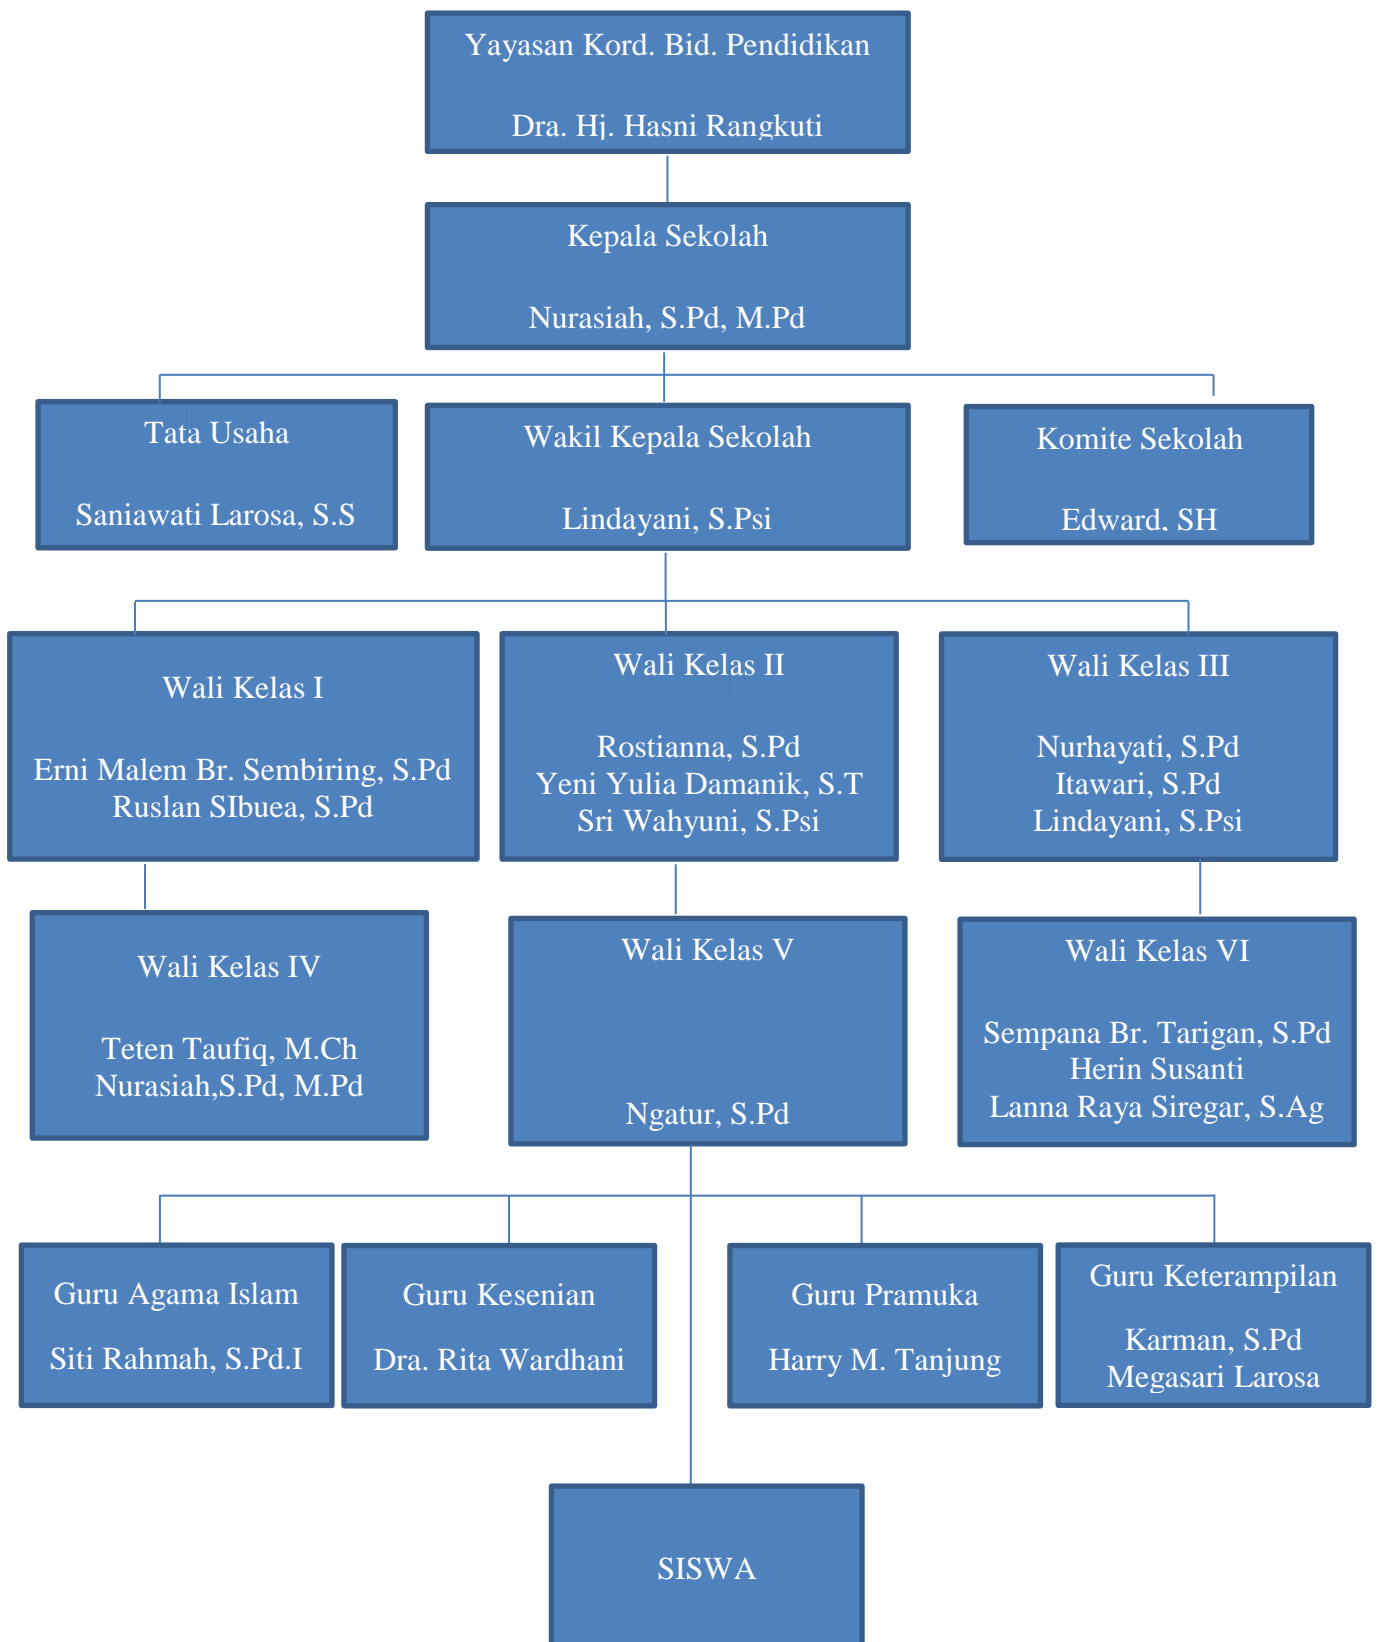 Yayasan Kord. Bid. Pendidikan
Dra. Hj. Hasni Rangkuti
Kepala Sekolah
Nurasiah, S.Pd, M.Pd
Tata Usaha
Saniawati Larosa, S.S
Wakil Kepala Sekolah
Lindayani, S.Psi
Komite Sekolah
Edward, SH
Wali Kelas I
Erni Malem Br. Sembiring, S.Pd
Ruslan SIbuea, S.Pd
Wali Kelas II
Rostianna, S.Pd
Yeni Yulia Damanik, S.T
Sri Wahyuni, S.Psi
Wali Kelas III
Nurhayati, S.Pd
Itawari, S.Pd
Lindayani, S.Psi
Wali Kelas IV
Teten Taufiq, M.Ch
Nurasiah,S.Pd, M.Pd
Wali Kelas V
Ngatur, S.Pd
Wali Kelas VI
Sempana Br. Tarigan, S.Pd
Herin Susanti
Lanna Raya Siregar, S.Ag
Guru Agama Islam
Siti Rahmah, S.Pd.I
Guru Kesenian
Dra. Rita Wardhani
Guru Pramuka
Harry M. Tanjung
Guru Keterampilan
Karman, S.Pd
Megasari Larosa
SISWA